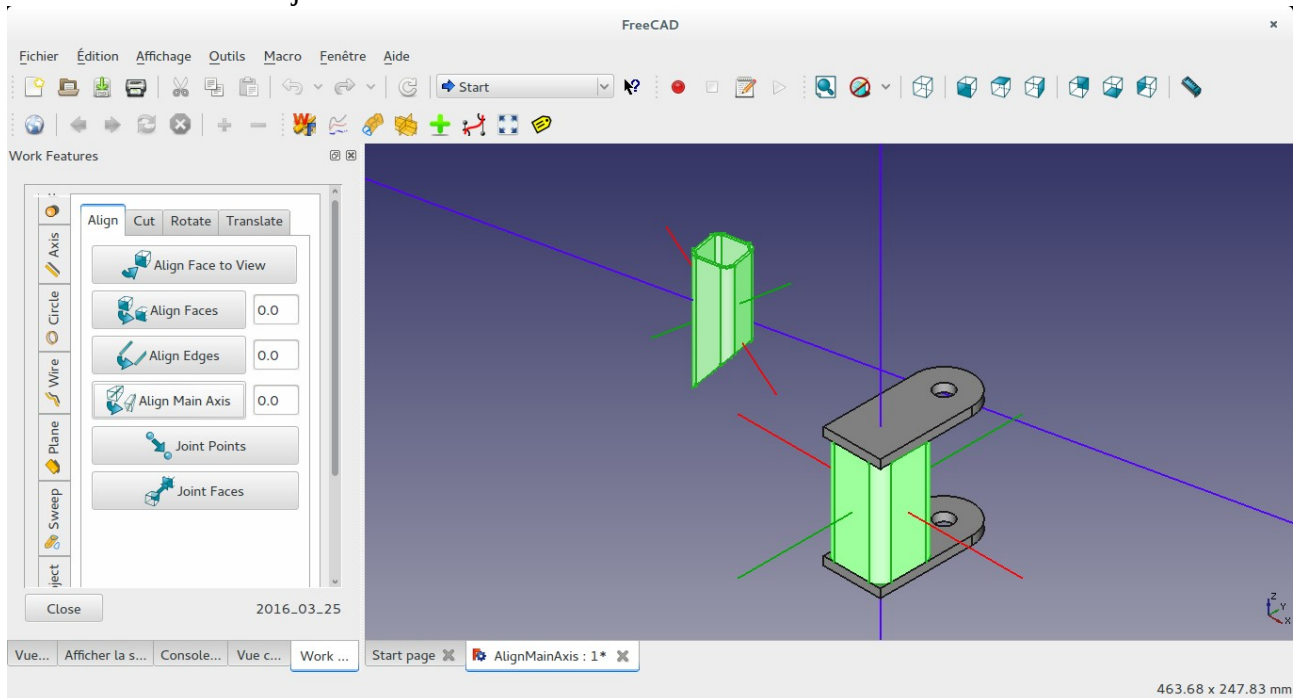 FreeCAD
Fichier Édition Affichage Outils Macro Fenêtre Aide
Start
Work Features
Axis
Circle
Wire
Plane
Sweep
ject
Align Cut Rotate Translate
Align Face to View
Align Faces 0.0
Align Edges 0.0
Align Main Axis 0.0
Joint Points
Joint Faces
Close 2016_03_25
Z
Y
X
Vue... Afficher la s... Console... Vue c... Work ... Start page AlignMainAxis : 1*
463.68 x 247.83 mm